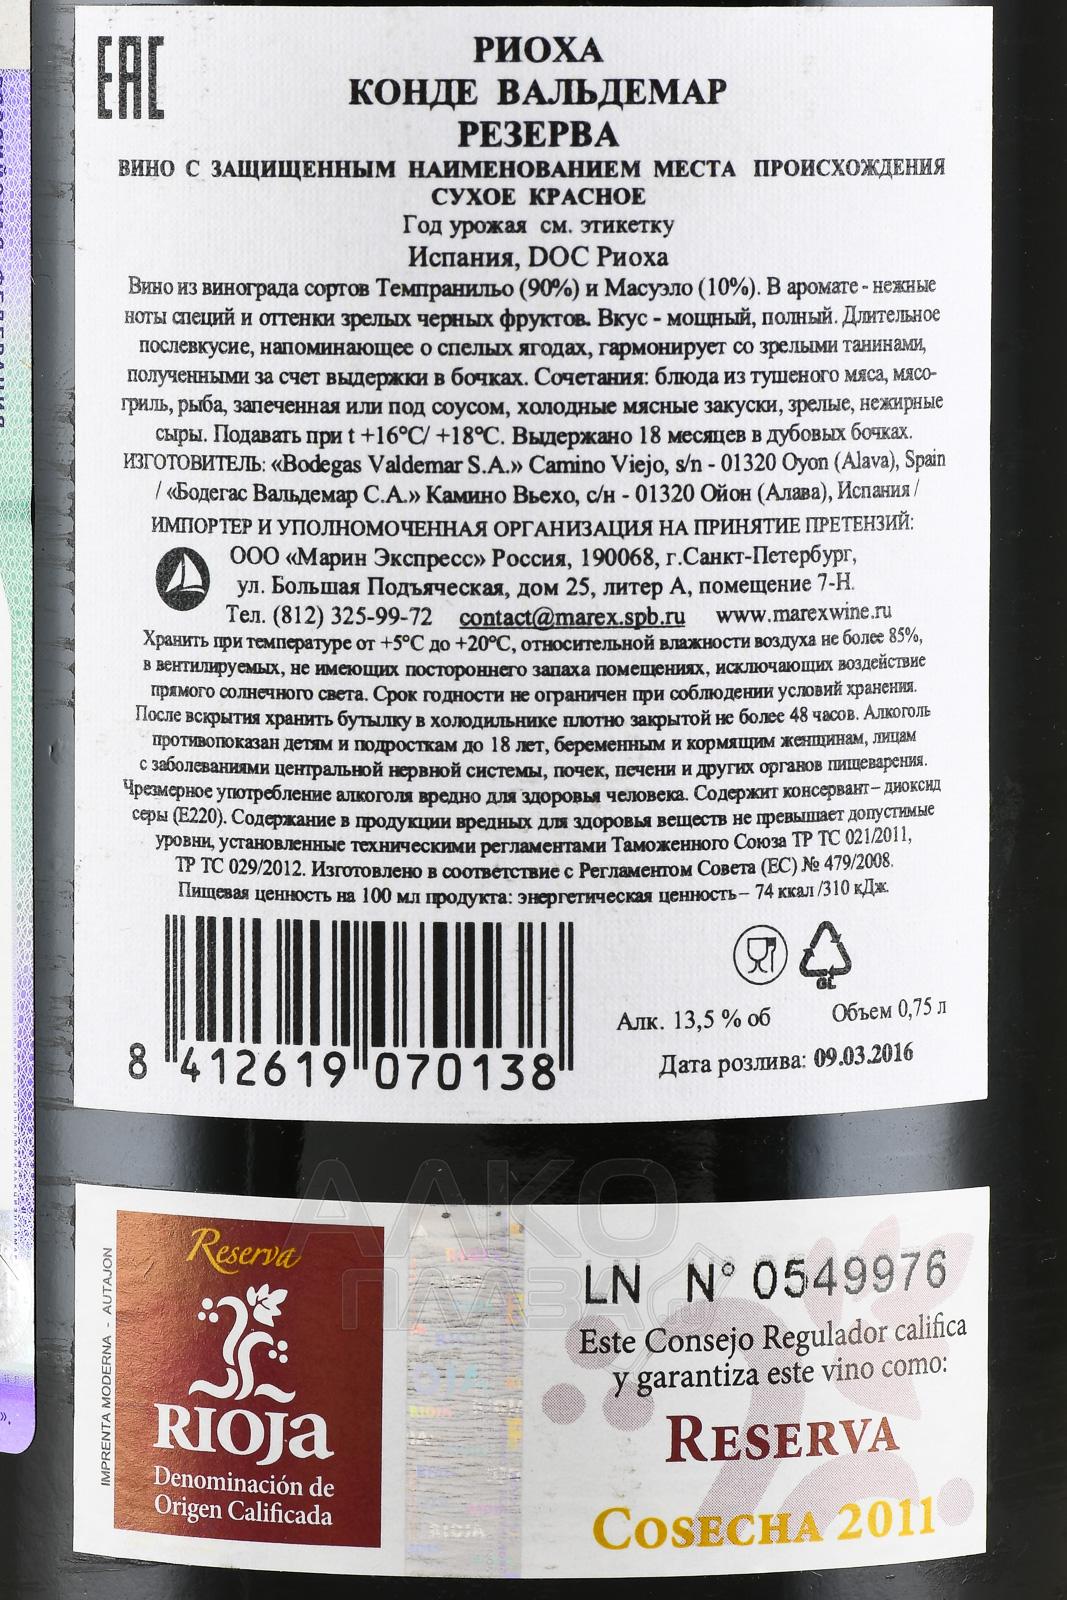 EAC
РИОХА
КОНДЕ ВАЛЬДЕМАР
РЕЗЕРВА
ВИНО С ЗАЩИЩЕННЫМ НАИМЕНОВАНИЕМ МЕСТА ПРОИСХОЖДЕНИЯ
СУХОЕ КРАСНОЕ
Год урожая см. этикетку
Испания, DOC Риоха
Вино из винограда сортов Темпранильо (90%) и Масуэло (10%). В аромате - нежные
ноты специй и оттенки зрелых черных фруктов. Вкус - мощный, полный. Длительное
послевкусие, напоминающее о спелых ягодах, гармонирует со зрелыми танинами,
полученными за счет выдержки в бочках. Сочетания: блюда из тушеного мяса, мясо-
гриль, рыба, запеченная или под соусом, холодные мясные закуски, зрелые, нежирные
сыры. Подавать при t +16°C/ +18°C. Выдержано 18 месяцев в дубовых бочках.
ИЗГОТОВИТЕЛЬ: «Bodegas Valdemar S.A.» Camino Viejo, s/n - 01320 Oyon (Alava), Spain
/ «Бодегас Вальдемар С.А.» Камино Вьехо, с/н - 01320 Ойон (Алава), Испания /
ИМПОРТЕР И УПОЛНОМОЧЕННАЯ ОРГАНИЗАЦИЯ НА ПРИНЯТИЕ ПРЕТЕНЗИЙ:
ООО «Марин Экспресс» Россия, 190068, г.Санкт-Петербург,
ул. Большая Подъяческая, дом 25, литер А, помещение 7-Н.
Тел. (812) 325-99-72 contact@marex.spb.ru www.marexwine.ru
Хранить при температуре от +5°C до +20°C, относительной влажности воздуха не более 85%,
в вентилируемых, не имеющих постороннего запаха помещениях, исключающих воздействие
прямого солнечного света. Срок годности не ограничен при соблюдении условий хранения.
После вскрытия хранить бутылку в холодильнике плотно закрытой не более 48 часов. Алкоголь
противопоказан детям и подросткам до 18 лет, беременным и кормящим женщинам, лицам
с заболеваниями центральной нервной системы, почек, печени и других органов пищеварения.
Чрезмерное употребление алкоголя вредно для здоровья человека. Содержит консервант– диоксид
серы (Е220). Содержание в продукции вредных для здоровья веществ не превышает допустимые
уровни, установленные техническими регламентами Таможенного Союза ТР ТС 021/2011,
ТР ТС 029/2012. Изготовлено в соответствие с Регламентом Совета (ЕС) № 479/2008.
Пищевая ценность на 100 мл продукта: энергетическая ценность– 74 ккал /310 кДж.
GL
Алк. 13,5 % об Объем 0,75 л
Дата розлива: 09.03.2016
8 412619 070138
АЛКО
ПЛАЗА
IMPRENTA MODERNA - AUTAJON
Reserva
RIOJA
Denominación de
Origen Calificada
RIOJA
LN N° 0549976
Este Consejo Regulador califica
y garantiza este vino como:
RESERVA
COSECHA 2011